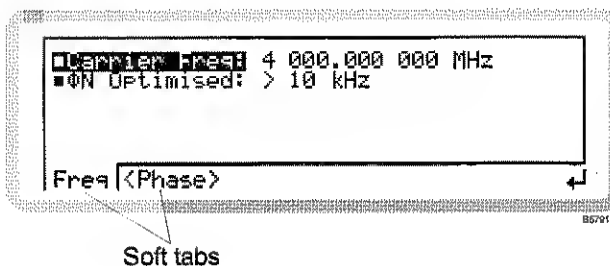 ■Carrier Freq: 4 000.000 000 MHz
■ΦN Optimised: > 10 kHz
Freq <Phase> ↵
B5791
Soft tabs